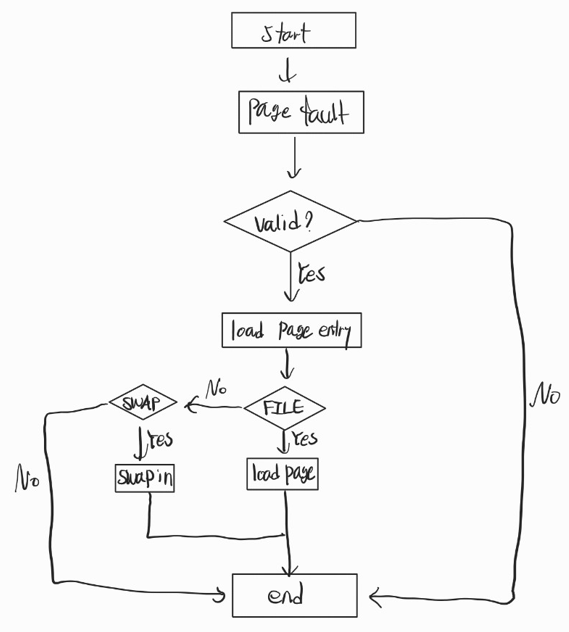 Start
Page fault
Valid?
Yes
load page entry
No
SWAP
FILE
No
Yes
Yes
No
Swap in
load page
end